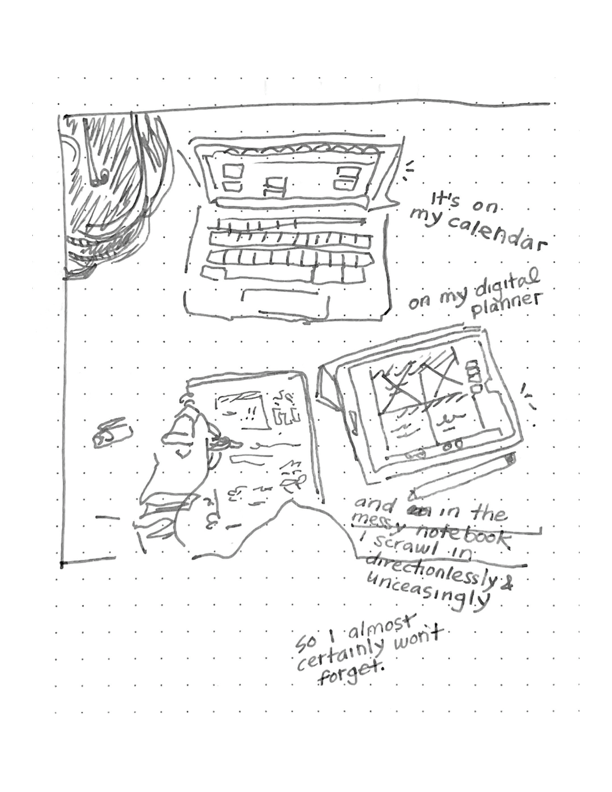 It's on
my calendar
on my digital
planner
and in the
messy notebook
i scrawl in
directionlessly &
unceasingly
so I almost
certainly won't
forget.